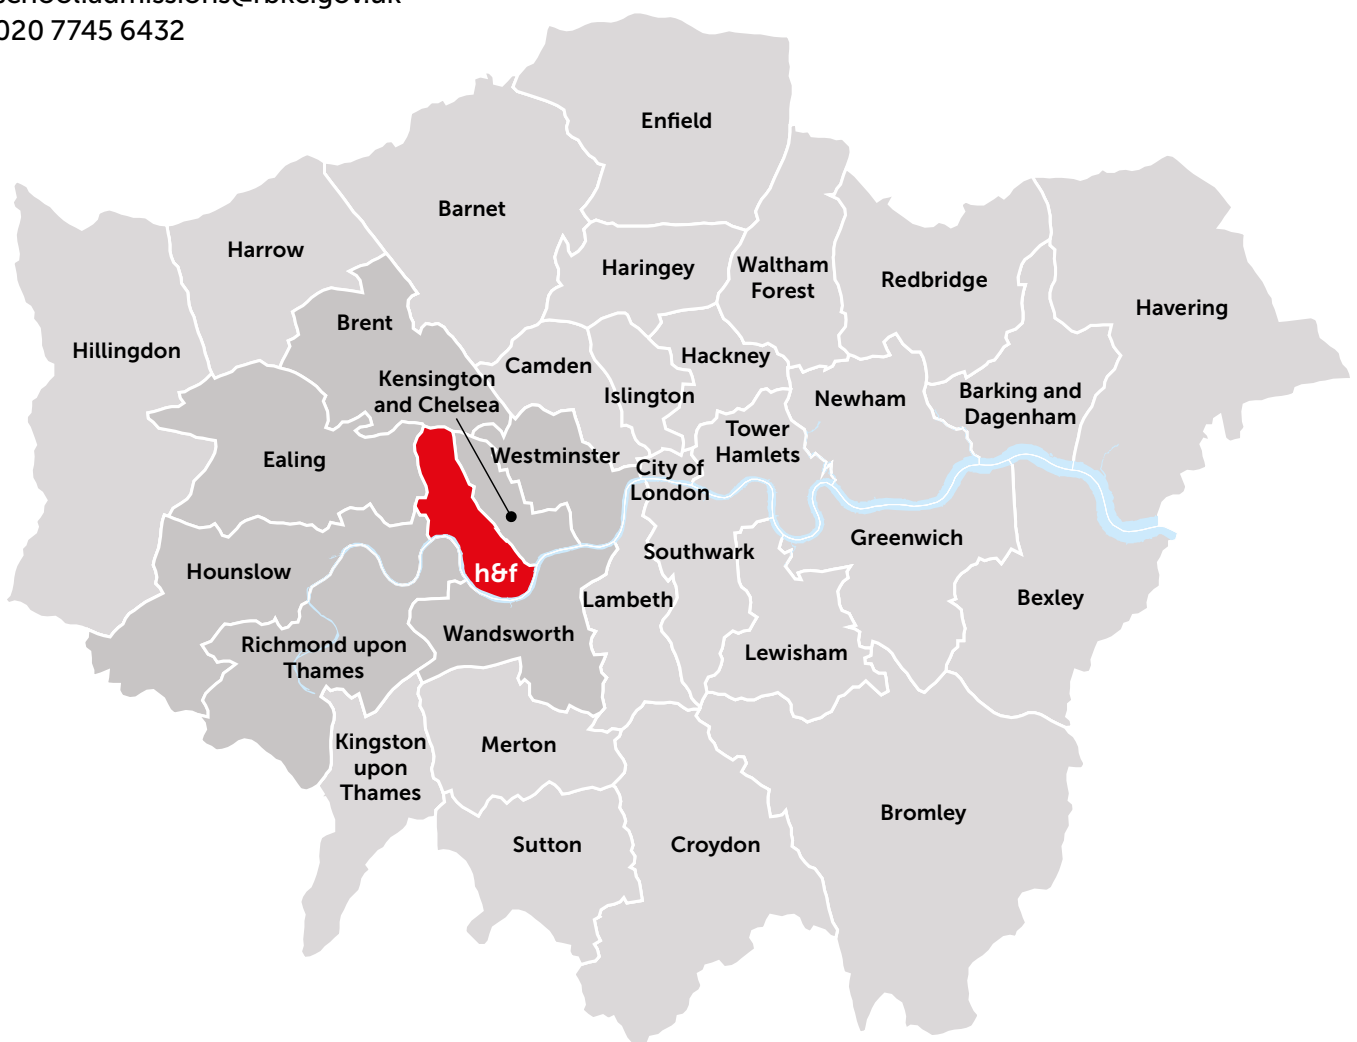 020 7745 6432
Enfield
Barnet
Harrow
Haringey
Waltham
Forest
Redbridge
Havering
Brent
Hillingdon
Camden
Hackney
Kensington
and Chelsea
Islington
Newham
Barking and
Dagenham
Tower
Hamlets
Ealing
Westminster
City of
London
Southwark
Greenwich
Hounslow
h&f
Lambeth
Bexley
Richmond upon
Thames
Wandsworth
Lewisham
Kingston
upon
Thames
Merton
Bromley
Sutton
Croydon